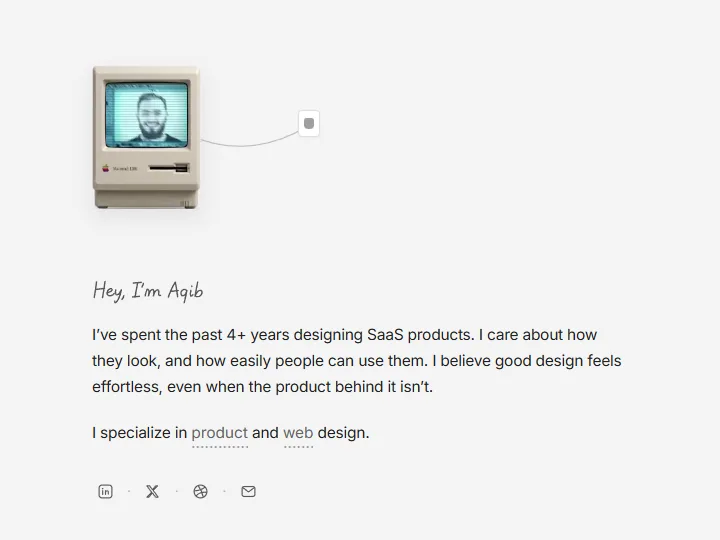 Hey, I'm Aqib
I've spent the past 4+ years designing SaaS products. I care about how
they look, and how easily people can use them. I believe good design feels
effortless, even when the product behind it isn't.
I specialize in product and web design.